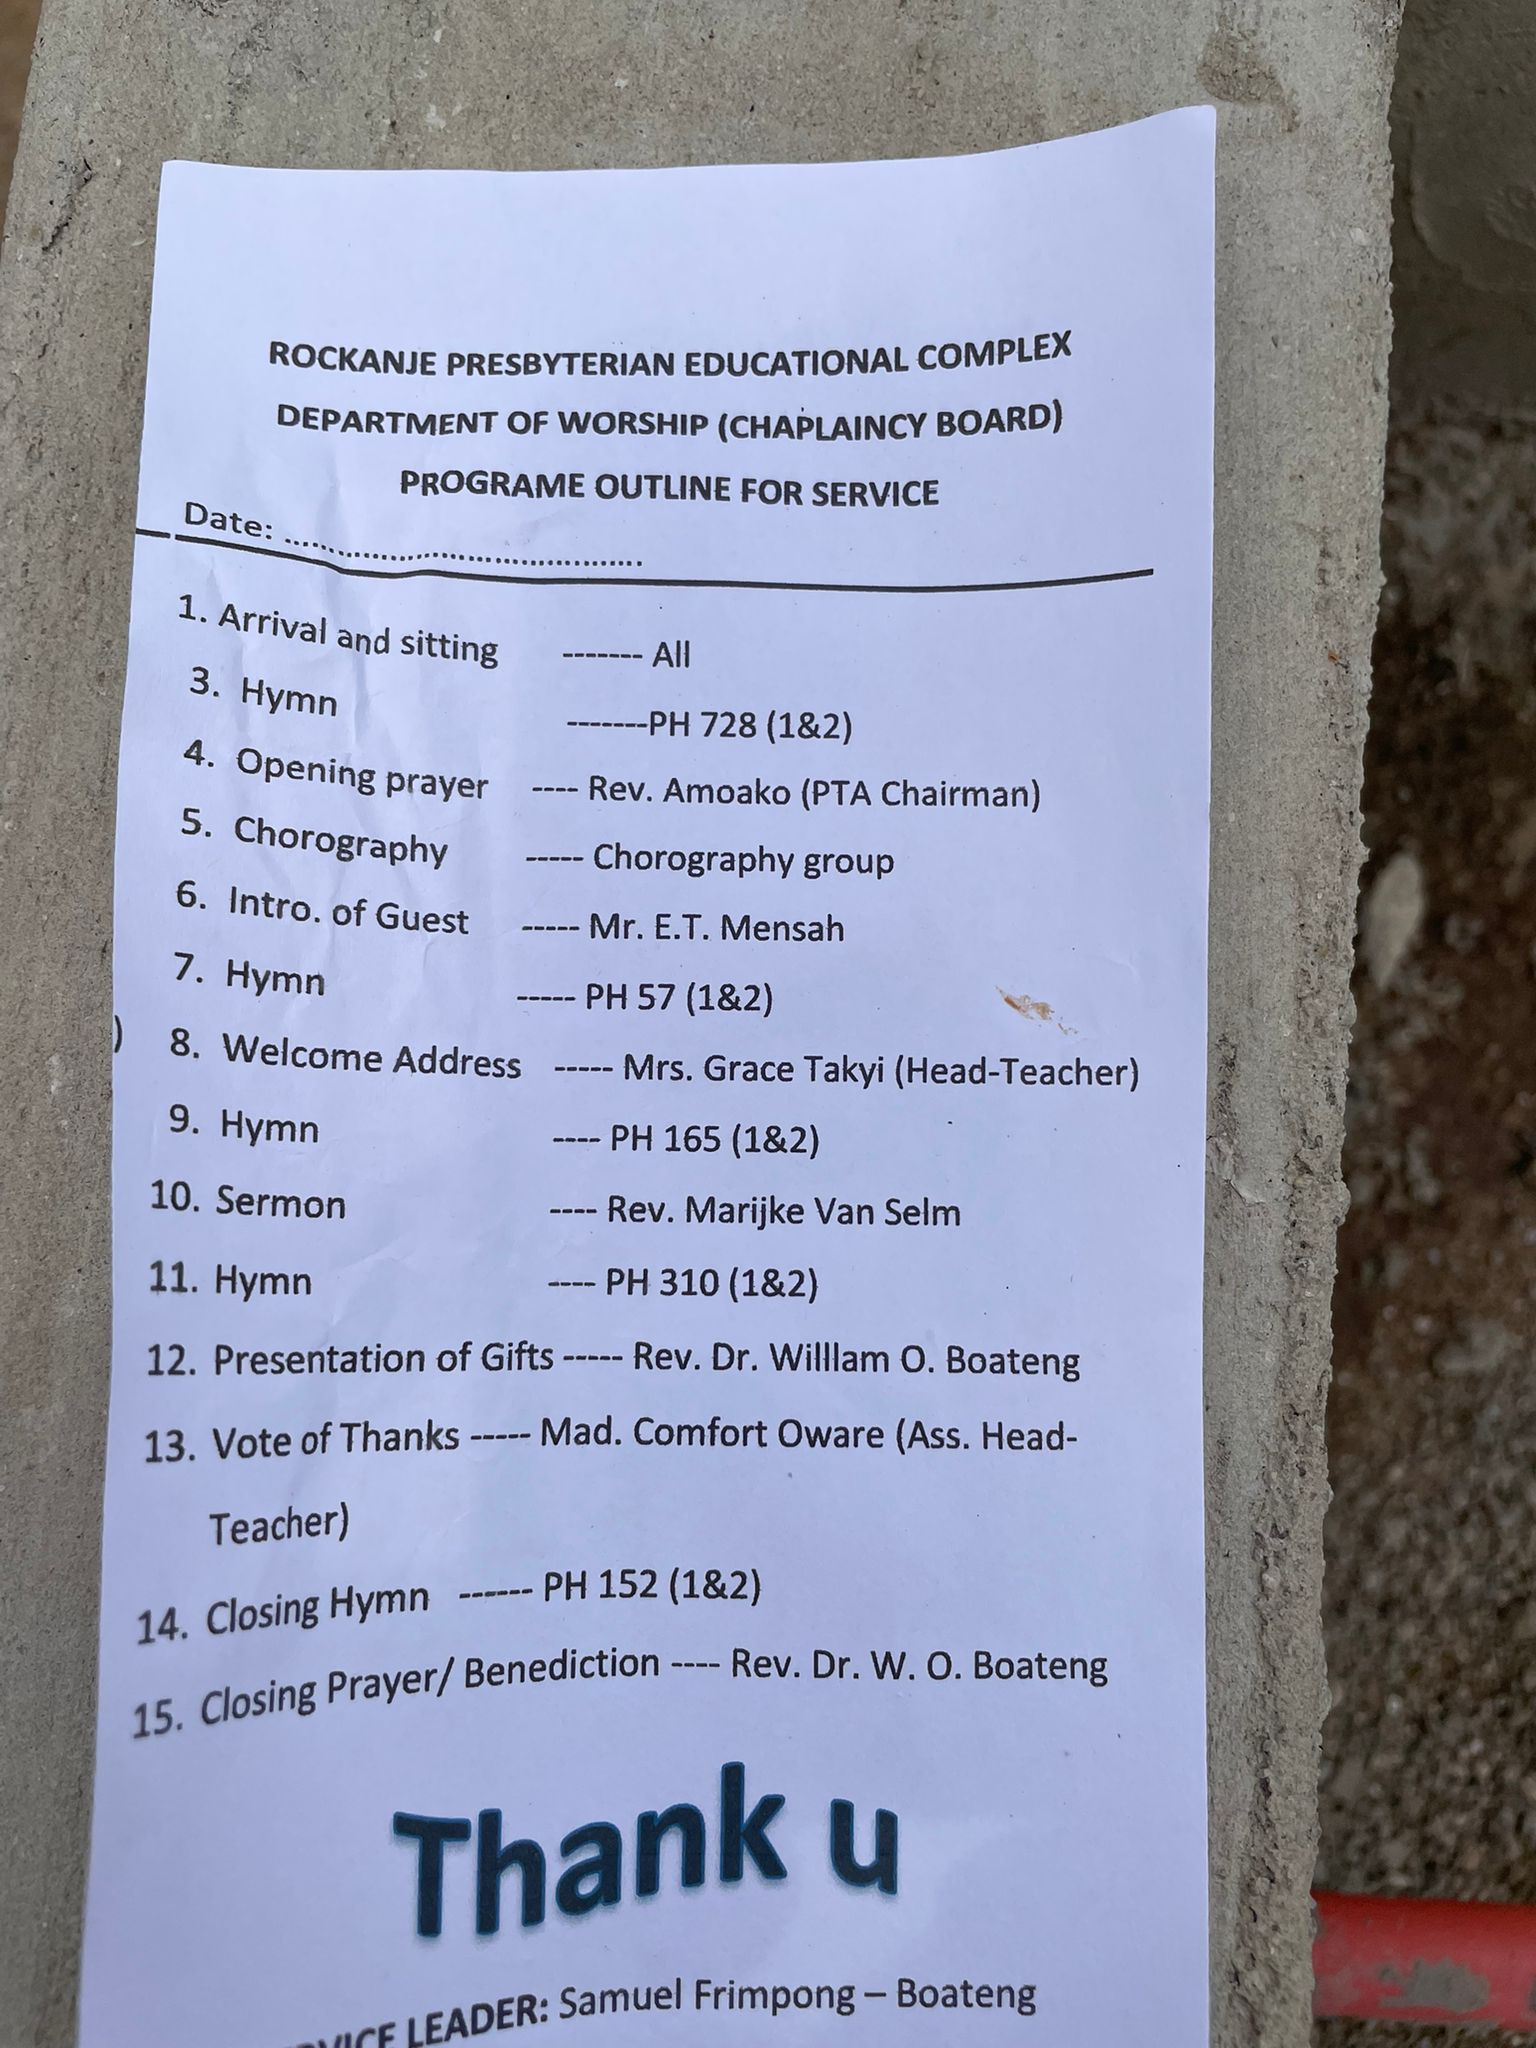 ROCKANJE PRESBYTERIAN EDUCATIONAL COMPLEX
DEPARTMENT OF WORSHIP (CHAPLAINCY BOARD)
PROGRAME OUTLINE FOR SERVICE
Date: ..........................................
1. Arrival and sitting ------- All
3. Hymn -------PH 728 (1&2)
4. Opening prayer ---- Rev. Amoako (PTA Chairman)
5. Chorography ----- Chorography group
6. Intro. of Guest ----- Mr. E.T. Mensah
7. Hymn ----- PH 57 (1&2)
) 8. Welcome Address ----- Mrs. Grace Takyi (Head-Teacher)
9. Hymn ---- PH 165 (1&2)
10. Sermon ---- Rev. Marijke Van Selm
11. Hymn ---- PH 310 (1&2)
12. Presentation of Gifts ----- Rev. Dr. Willlam O. Boateng
13. Vote of Thanks ----- Mad. Comfort Oware (Ass. Head-
Teacher)
14. Closing Hymn ------ PH 152 (1&2)
15. Closing Prayer/ Benediction ---- Rev. Dr. W. O. Boateng
Thank u
LEADER: Samuel Frimpong – Boateng